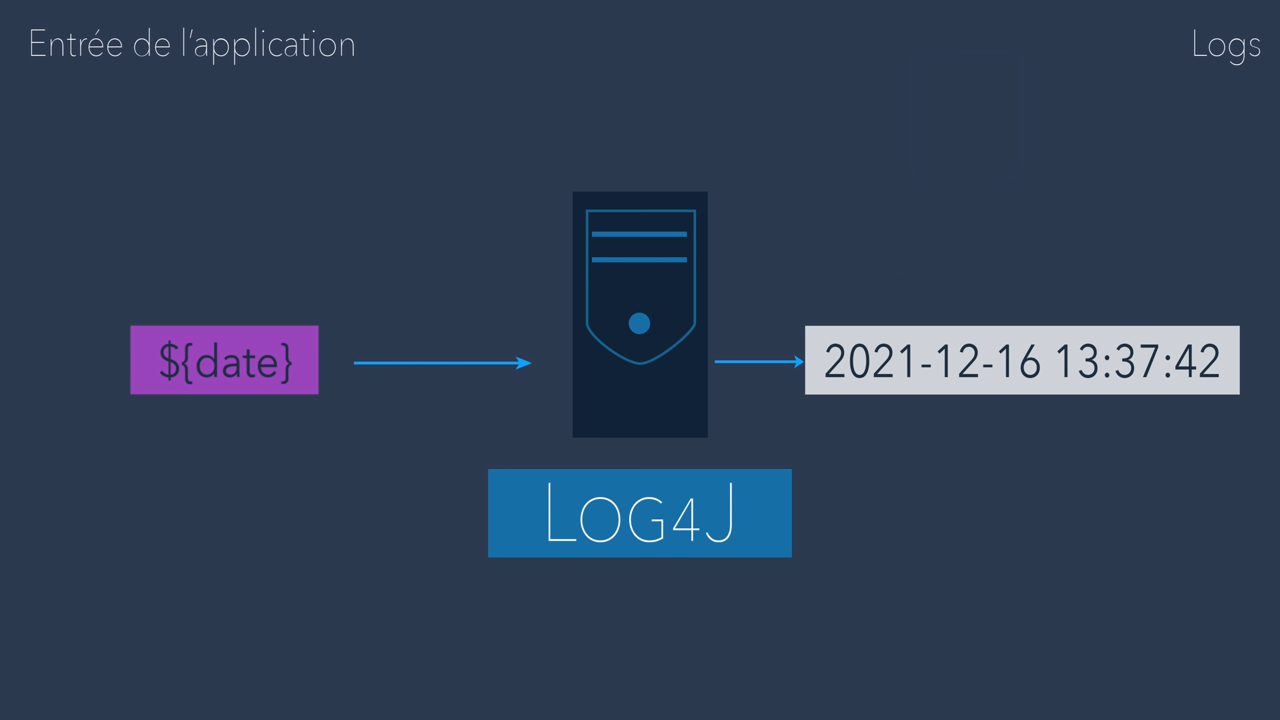 Entrée de l’application
Logs
${date}
2021-12-16 13:37:42
LOG4J